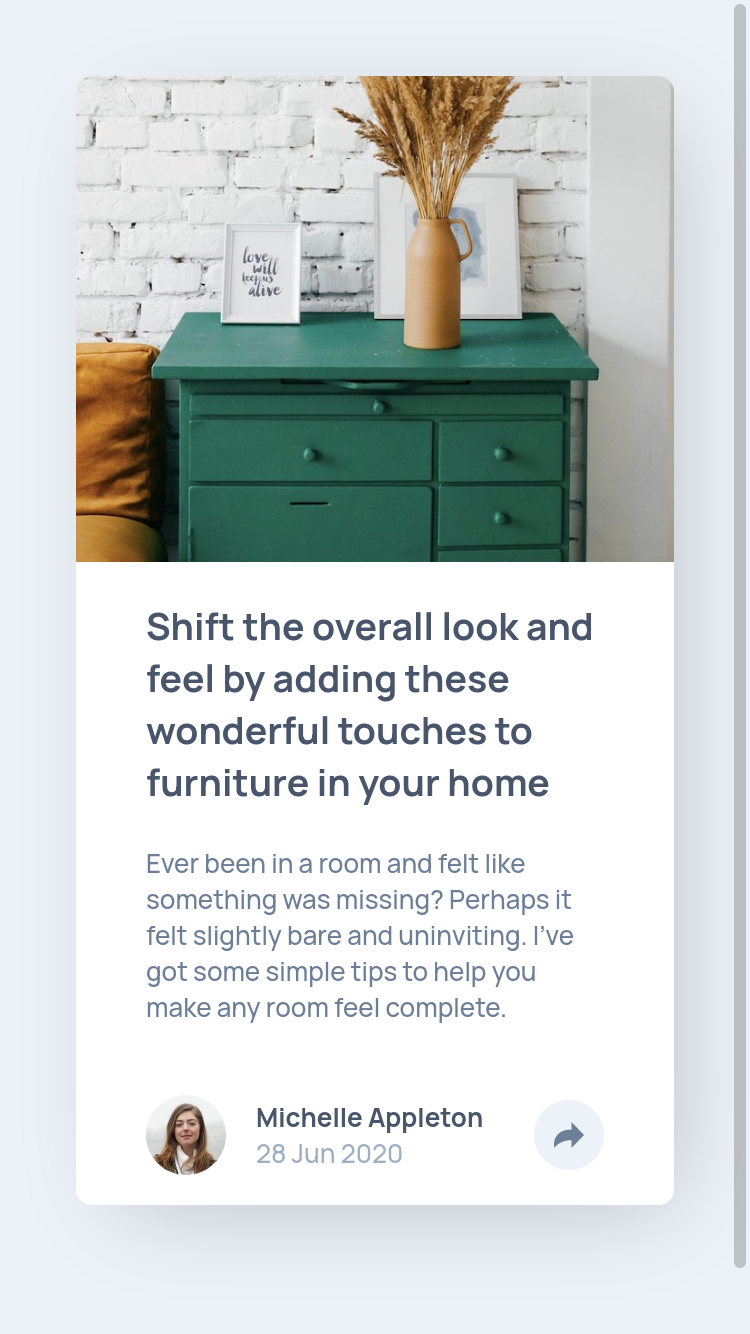 love
will
keep us
alive
Shift the overall look and
feel by adding these
wonderful touches to
furniture in your home
Ever been in a room and felt like
something was missing? Perhaps it
felt slightly bare and uninviting. I’ve
got some simple tips to help you
make any room feel complete.
Michelle Appleton
28 Jun 2020